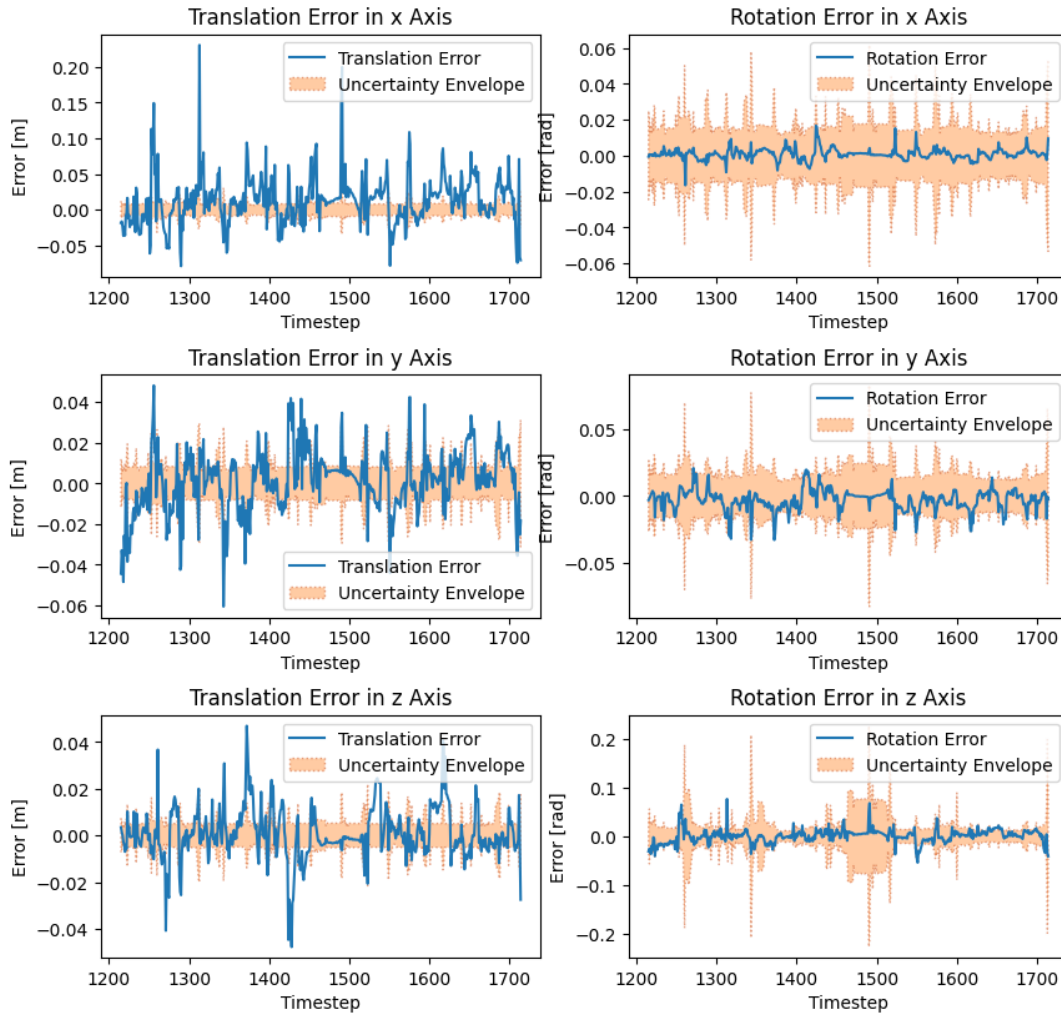 Translation Error in x Axis
Error [m]
0.20
0.15
0.10
0.05
0.00
−0.05
Translation Error
Uncertainty Envelope
1200 1300 1400 1500 1600 1700
Timestep
Rotation Error in x Axis
Error [rad]
0.06
0.04
0.02
0.00
−0.02
−0.04
−0.06
Rotation Error
Uncertainty Envelope
1200 1300 1400 1500 1600 1700
Timestep
Translation Error in y Axis
Error [m]
0.04
0.02
0.00
−0.02
−0.04
−0.06
Translation Error
Uncertainty Envelope
1200 1300 1400 1500 1600 1700
Timestep
Rotation Error in y Axis
Error [rad]
0.05
0.00
−0.05
Rotation Error
Uncertainty Envelope
1200 1300 1400 1500 1600 1700
Timestep
Translation Error in z Axis
Error [m]
0.04
0.02
0.00
−0.02
−0.04
Translation Error
Uncertainty Envelope
1200 1300 1400 1500 1600 1700
Timestep
Rotation Error in z Axis
Error [rad]
0.2
0.1
0.0
−0.1
−0.2
Rotation Error
Uncertainty Envelope
1200 1300 1400 1500 1600 1700
Timestep